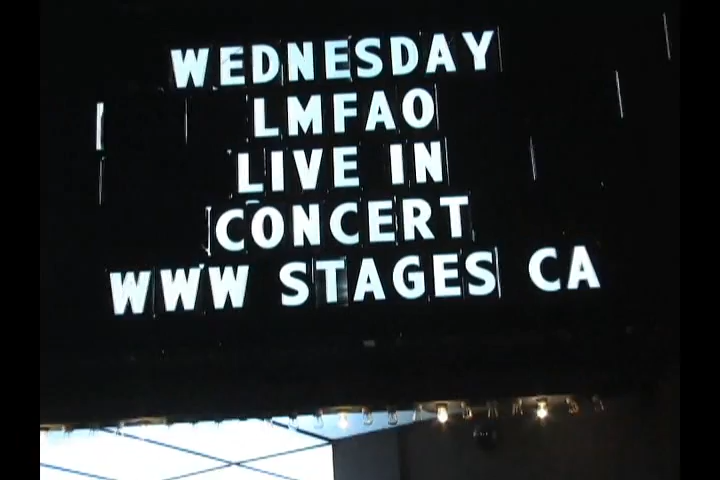 WEDNESDAY
LMFAO
LIVE IN
CONCERT
WWW STAGES CA